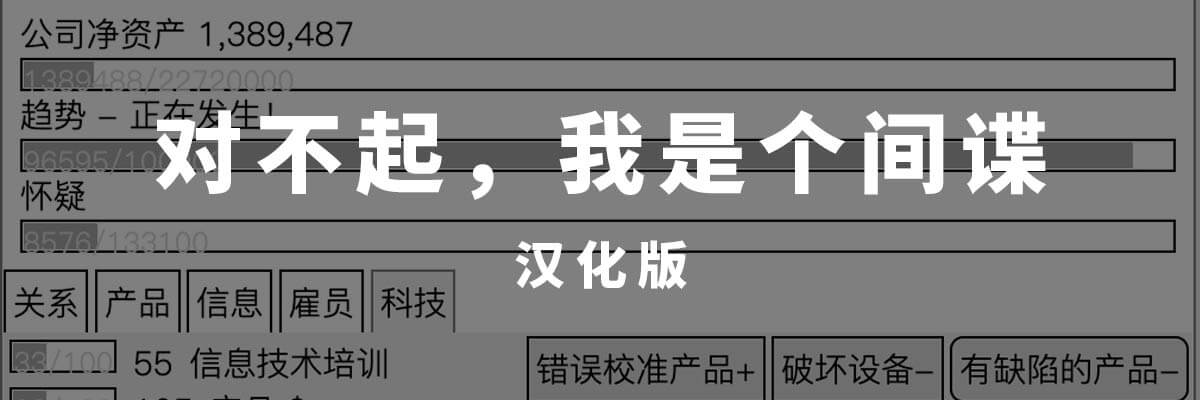 公司净资产 1,389,487
1389488/22720000
趋势 – 正在发生!
96595/100
对不起，我是个间谍
怀疑
8576/133100
汉化版
关系 产品 信息 雇员 科技
33/100 55 信息技术培训 错误校准产品+ 破坏设备– 有缺陷的产品–